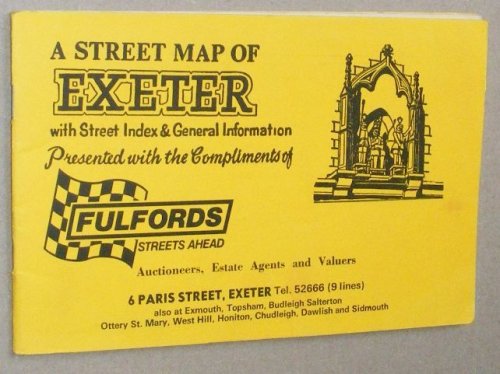 A STREET MAP OF
EXETER
with Street Index & General Information
Presented with the Compliments of
FULFORDS
STREETS AHEAD
Auctioneers, Estate Agents and Valuers
6 PARIS STREET, EXETER Tel. 52666 (9 lines)
also at Exmouth, Topsham, Budleigh Salterton
Ottery St. Mary, West Hill, Honiton, Chudleigh, Dawlish and Sidmouth